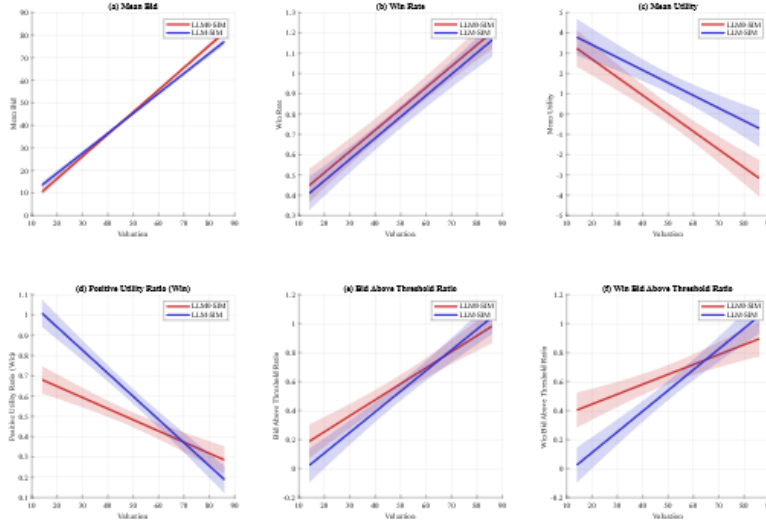 (a) Mean Bid
LLM0-SIM
LLM-SIM
Mean Bid
90
80
70
60
50
40
30
20
10
0
10 20 30 40 50 60 70 80 90
Valuation
(b) Win Rate
LLM0-SIM
LLM-SIM
Win Rate
1.3
1.2
1.1
1
0.9
0.8
0.7
0.6
0.5
0.4
0.3
10 20 30 40 50 60 70 80 90
Valuation
(c) Mean Utility
LLM0-SIM
LLM-SIM
Mean Utility
5
4
3
2
1
0
-1
-2
-3
-4
-5
10 20 30 40 50 60 70 80
Valuation
(d) Positive Utility Ratio (Win)
LLM0-SIM
LLM-SIM
Positive Utility Ratio (Win)
1.1
1
0.9
0.8
0.7
0.6
0.5
0.4
0.3
0.2
0.1
10 20 30 40 50 60 70 80 90
Valuation
(e) Bid Above Threshold Ratio
LLM0-SIM
LLM-SIM
Bid Above Threshold Ratio
1.2
1
0.8
0.6
0.4
0.2
0
-0.2
10 20 30 40 50 60 70 80 90
Valuation
(f) Win Bid Above Threshold Ratio
LLM0-SIM
LLM-SIM
Win Bid Above Threshold Ratio
1.2
1
0.8
0.6
0.4
0.2
0
-0.2
10 20 30 40 50 60 70 80
Valuation